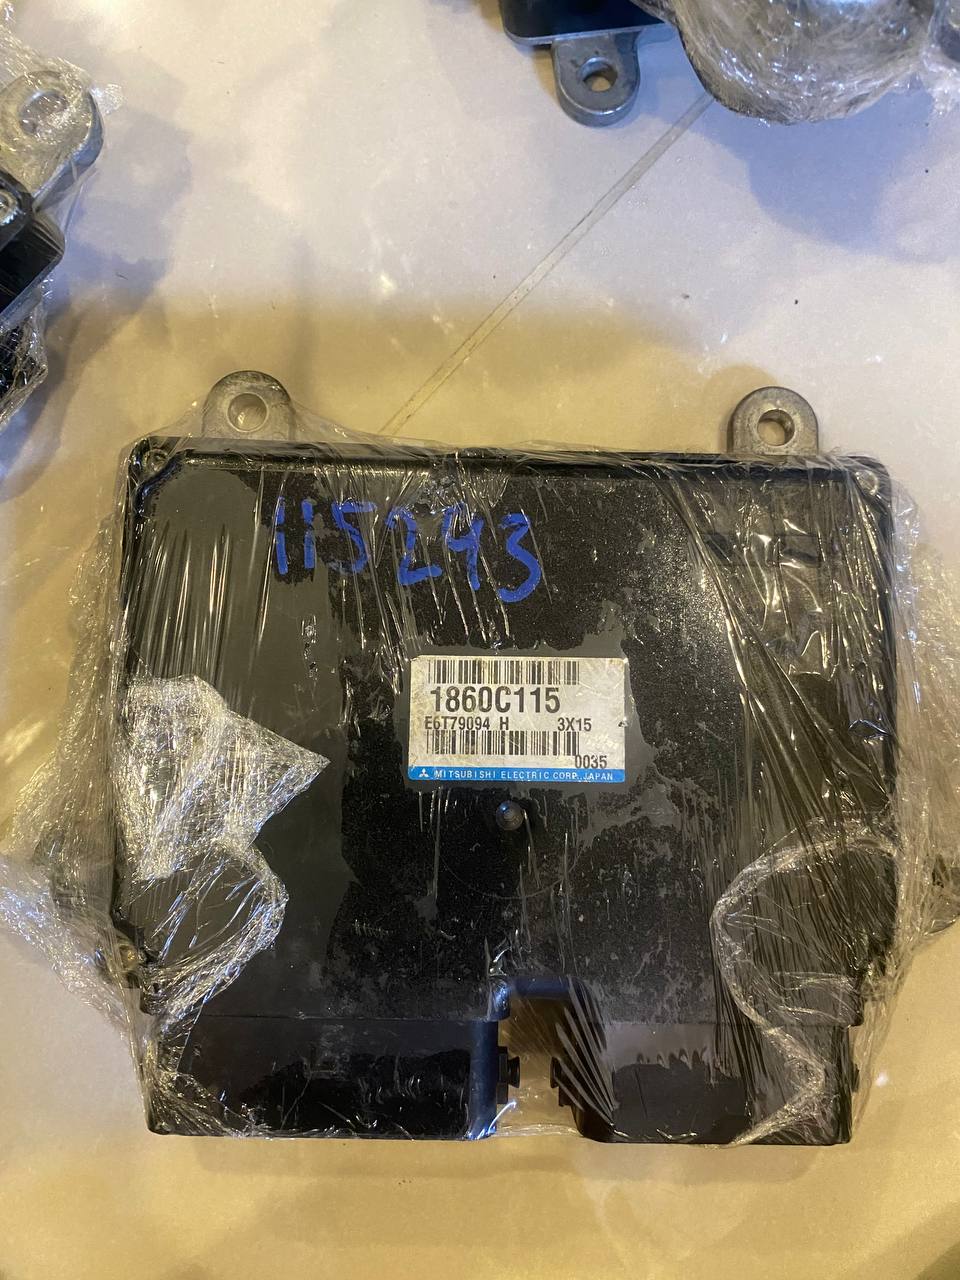 115243
1860C115
E6T79094 H 3X15
0035
MITSUBISHI ELECTRIC CORP. JAPAN